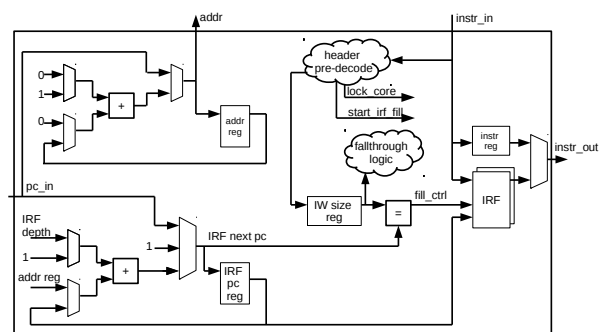 addr
instr_in
header
pre-decode
lock_core
start_irf_fill
0
1
+
0
addr
reg
fallthrough
logic
instr
reg
instr_out
pc_in
IW size
reg
=
fill_ctrl
IRF
IRF
depth
1
1
IRF next pc
+
addr reg
IRF
pc
reg